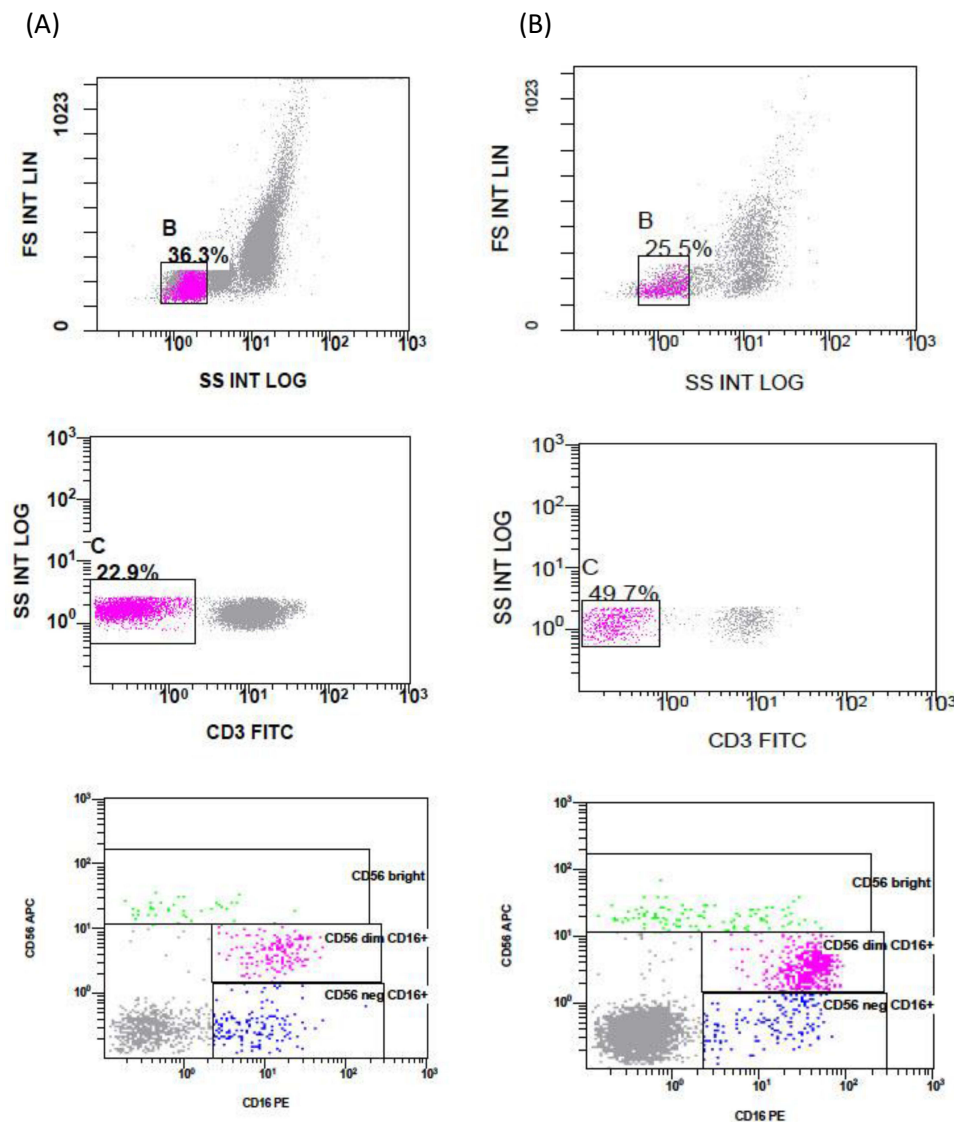 (A)
(B)
FS INT LIN
1023
0
B
36.3%
10⁰ 10¹ 10² 10³
SS INT LOG
FS INT LIN
1023
0
B
25.5%
10⁰ 10¹ 10² 10³
SS INT LOG
SS INT LOG
10³
10²
10¹
10⁰
C
22.9%
10⁰ 10¹ 10² 10³
CD3 FITC
SS INT LOG
10³
10²
10¹
10⁰
C
49.7%
10⁰ 10¹ 10² 10³
CD3 FITC
CD56 APC
10³
10²
10¹
10⁰
CD56 bright
CD56 dim CD16+
CD56 neg CD16+
10⁰ 10¹ 10² 10³
CD16 PE
CD56 APC
10³
10²
10¹
10⁰
CD56 bright
CD56 dim CD16+
CD56 neg CD16+
10⁰ 10¹ 10² 10³
CD16 PE